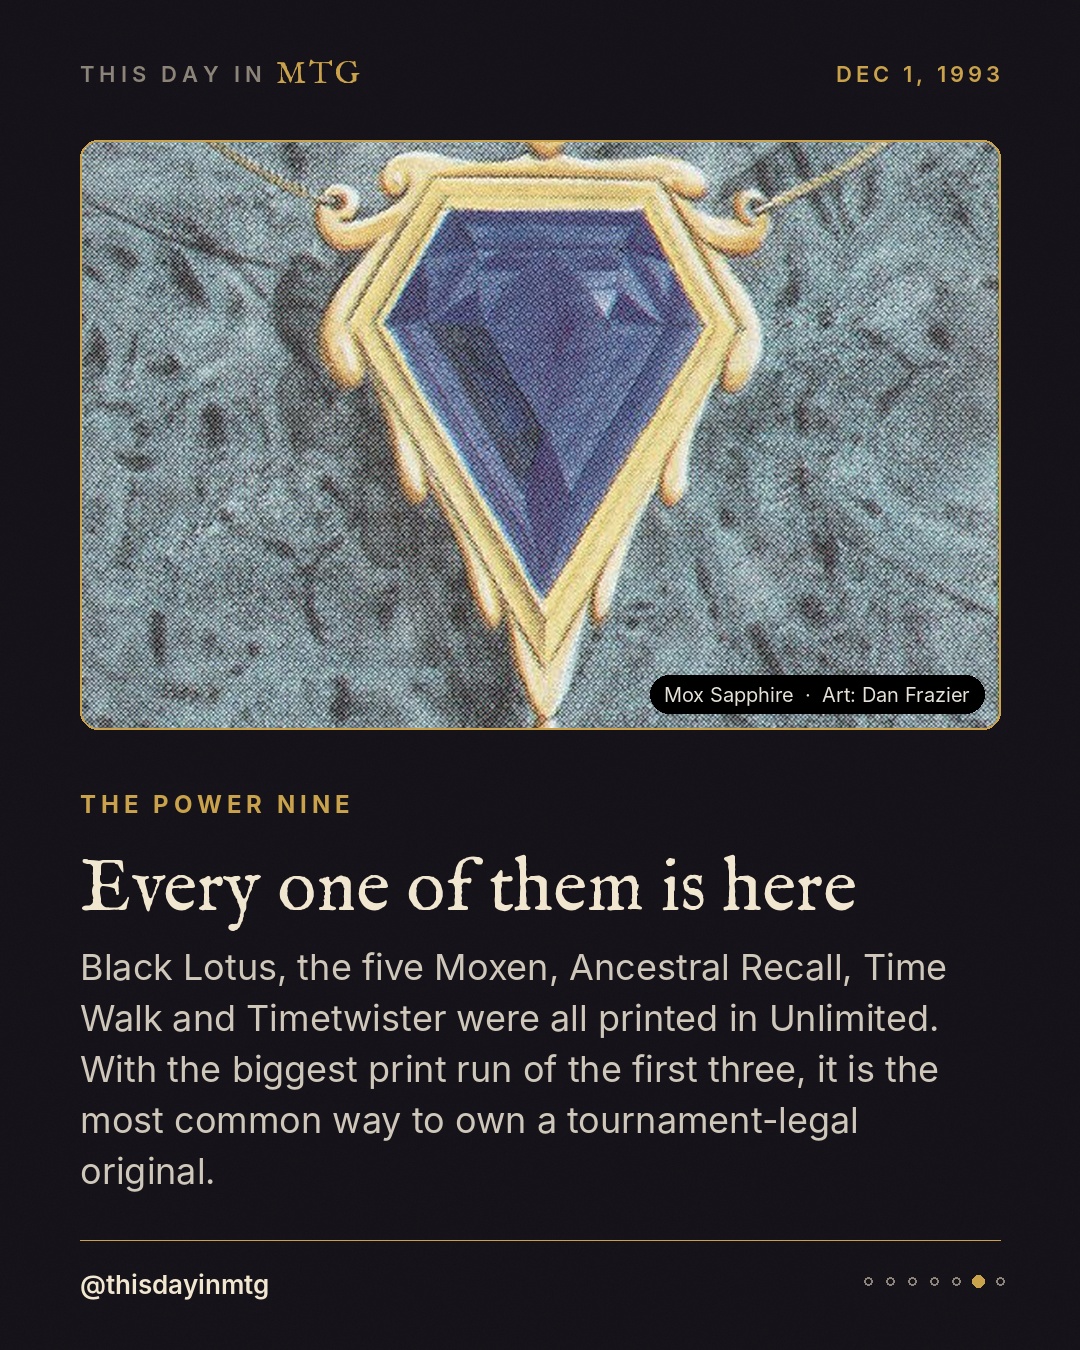 THIS DAY IN MTG
DEC 1, 1993
Mox Sapphire · Art: Dan Frazier
THE POWER NINE
Every one of them is here
Black Lotus, the five Moxen, Ancestral Recall, Time
Walk and Timetwister were all printed in Unlimited.
With the biggest print run of the first three, it is the
most common way to own a tournament-legal
original.
@thisdayinmtg